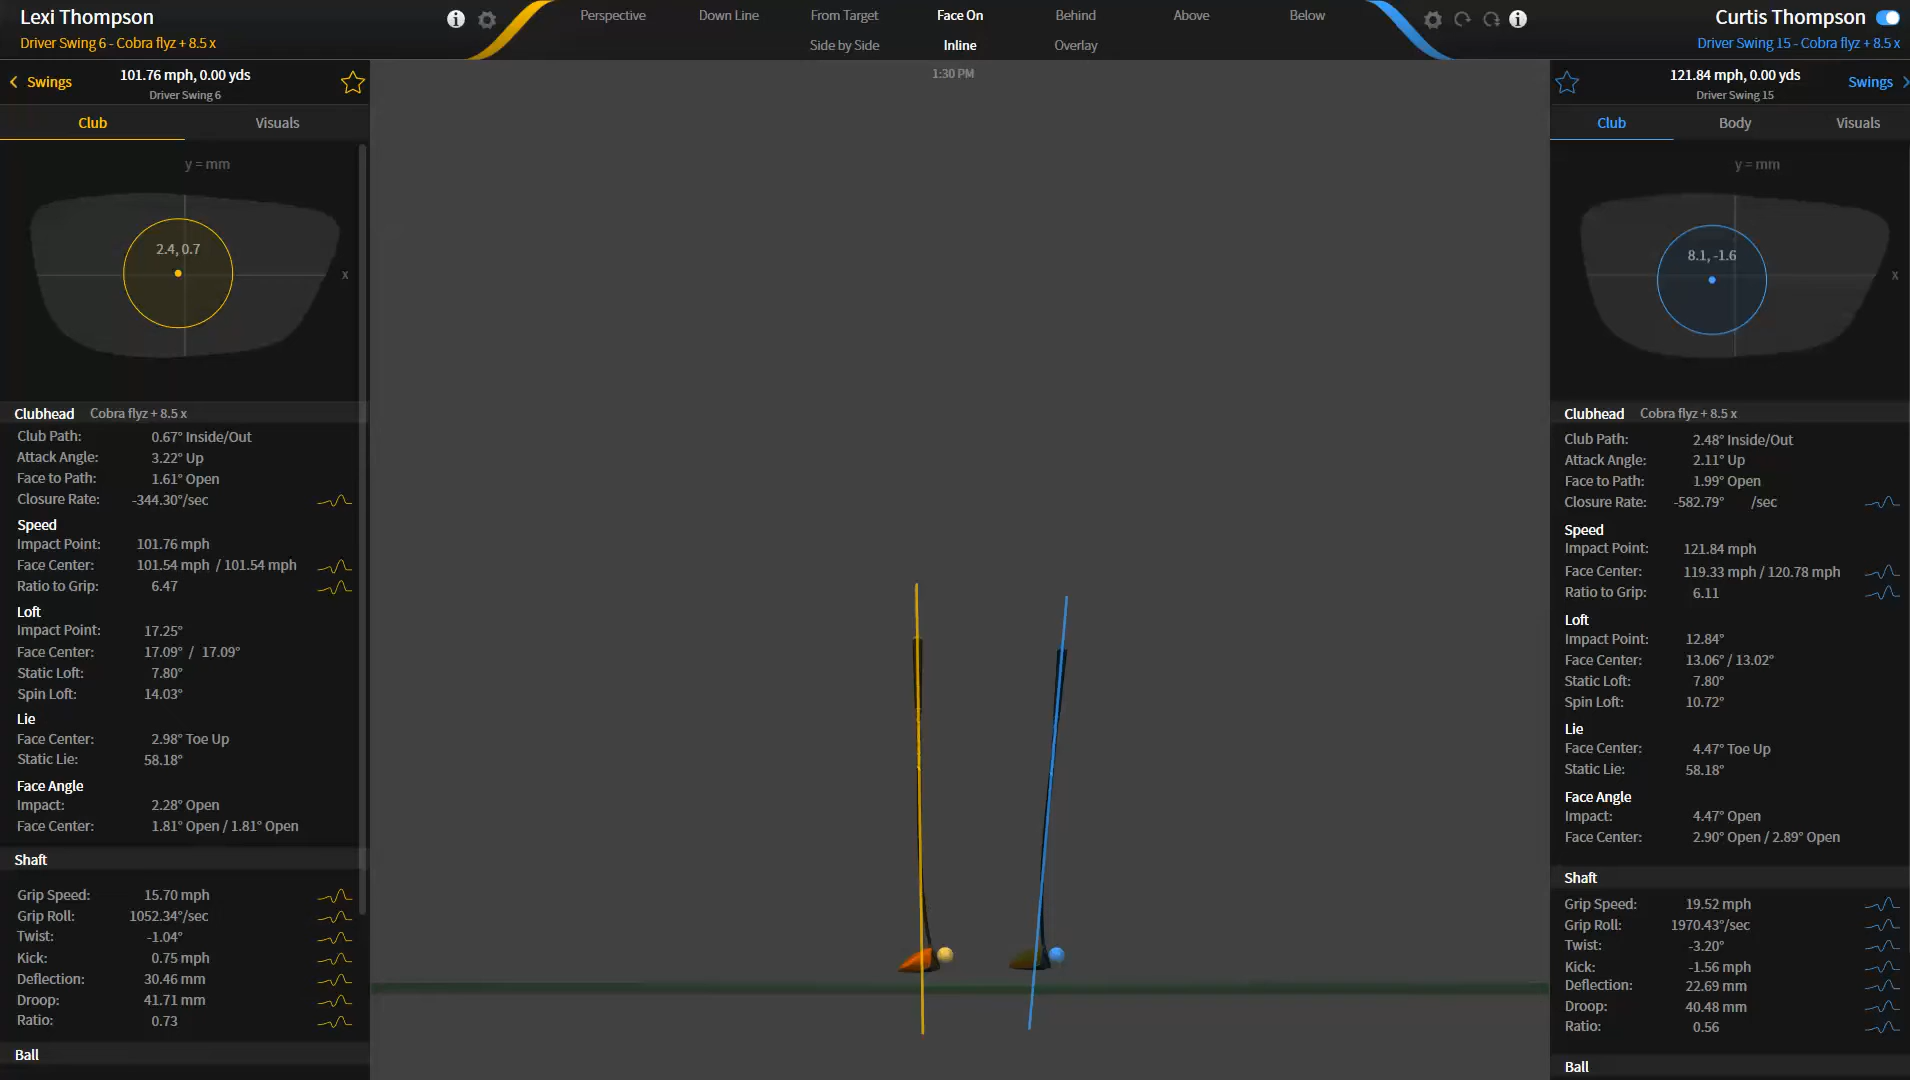 Lexi Thompson
Driver Swing 6 - Cobra flyz + 8.5 x
Perspective Down Line From Target Face On Behind Above Below
Side by Side Inline Overlay
Curtis Thompson
Driver Swing 15 - Cobra flyz + 8.5 x
Swings
101.76 mph, 0.00 yds
Driver Swing 6
Club Visuals
y = mm
2.4, 0.7
x
Clubhead Cobra flyz + 8.5 x
Club Path: 0.67° Inside/Out
Attack Angle: 3.22° Up
Face to Path: 1.61° Open
Closure Rate: -344.30°/sec
Speed
Impact Point: 101.76 mph
Face Center: 101.54 mph / 101.54 mph
Ratio to Grip: 6.47
Loft
Impact Point: 17.25°
Face Center: 17.09° / 17.09°
Static Loft: 7.80°
Spin Loft: 14.03°
Lie
Face Center: 2.98° Toe Up
Static Lie: 58.18°
Face Angle
Impact: 2.28° Open
Face Center: 1.81° Open / 1.81° Open
Shaft
Grip Speed: 15.70 mph
Grip Roll: 1052.34°/sec
Twist: -1.04°
Kick: 0.75 mph
Deflection: 30.46 mm
Droop: 41.71 mm
Ratio: 0.73
Ball
1:30 PM
121.84 mph, 0.00 yds
Driver Swing 15
Swings
Club Body Visuals
y = mm
8.1, -1.6
x
Clubhead Cobra flyz + 8.5 x
Club Path: 2.48° Inside/Out
Attack Angle: 2.11° Up
Face to Path: 1.99° Open
Closure Rate: -582.79° /sec
Speed
Impact Point: 121.84 mph
Face Center: 119.33 mph / 120.78 mph
Ratio to Grip: 6.11
Loft
Impact Point: 12.84°
Face Center: 13.06° / 13.02°
Static Loft: 7.80°
Spin Loft: 10.72°
Lie
Face Center: 4.47° Toe Up
Static Lie: 58.18°
Face Angle
Impact: 4.47° Open
Face Center: 2.90° Open / 2.89° Open
Shaft
Grip Speed: 19.52 mph
Grip Roll: 1970.43°/sec
Twist: -3.20°
Kick: -1.56 mph
Deflection: 22.69 mm
Droop: 40.48 mm
Ratio: 0.56
Ball